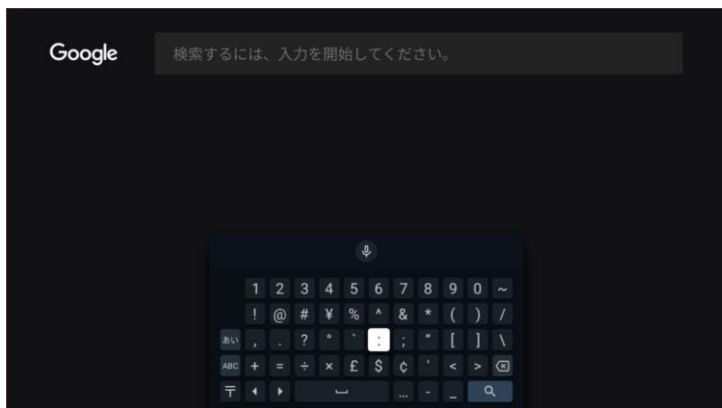 Google
検索するには、入力を開始してください。
1 2 3 4 5 6 7 8 9 0 ~
! @ # ¥ % ^ & * ( ) /
あい , . ? ° ` : ; " [ ] \
ABC + = ÷ × £ $ ¢ ' < >
〒 ... - _